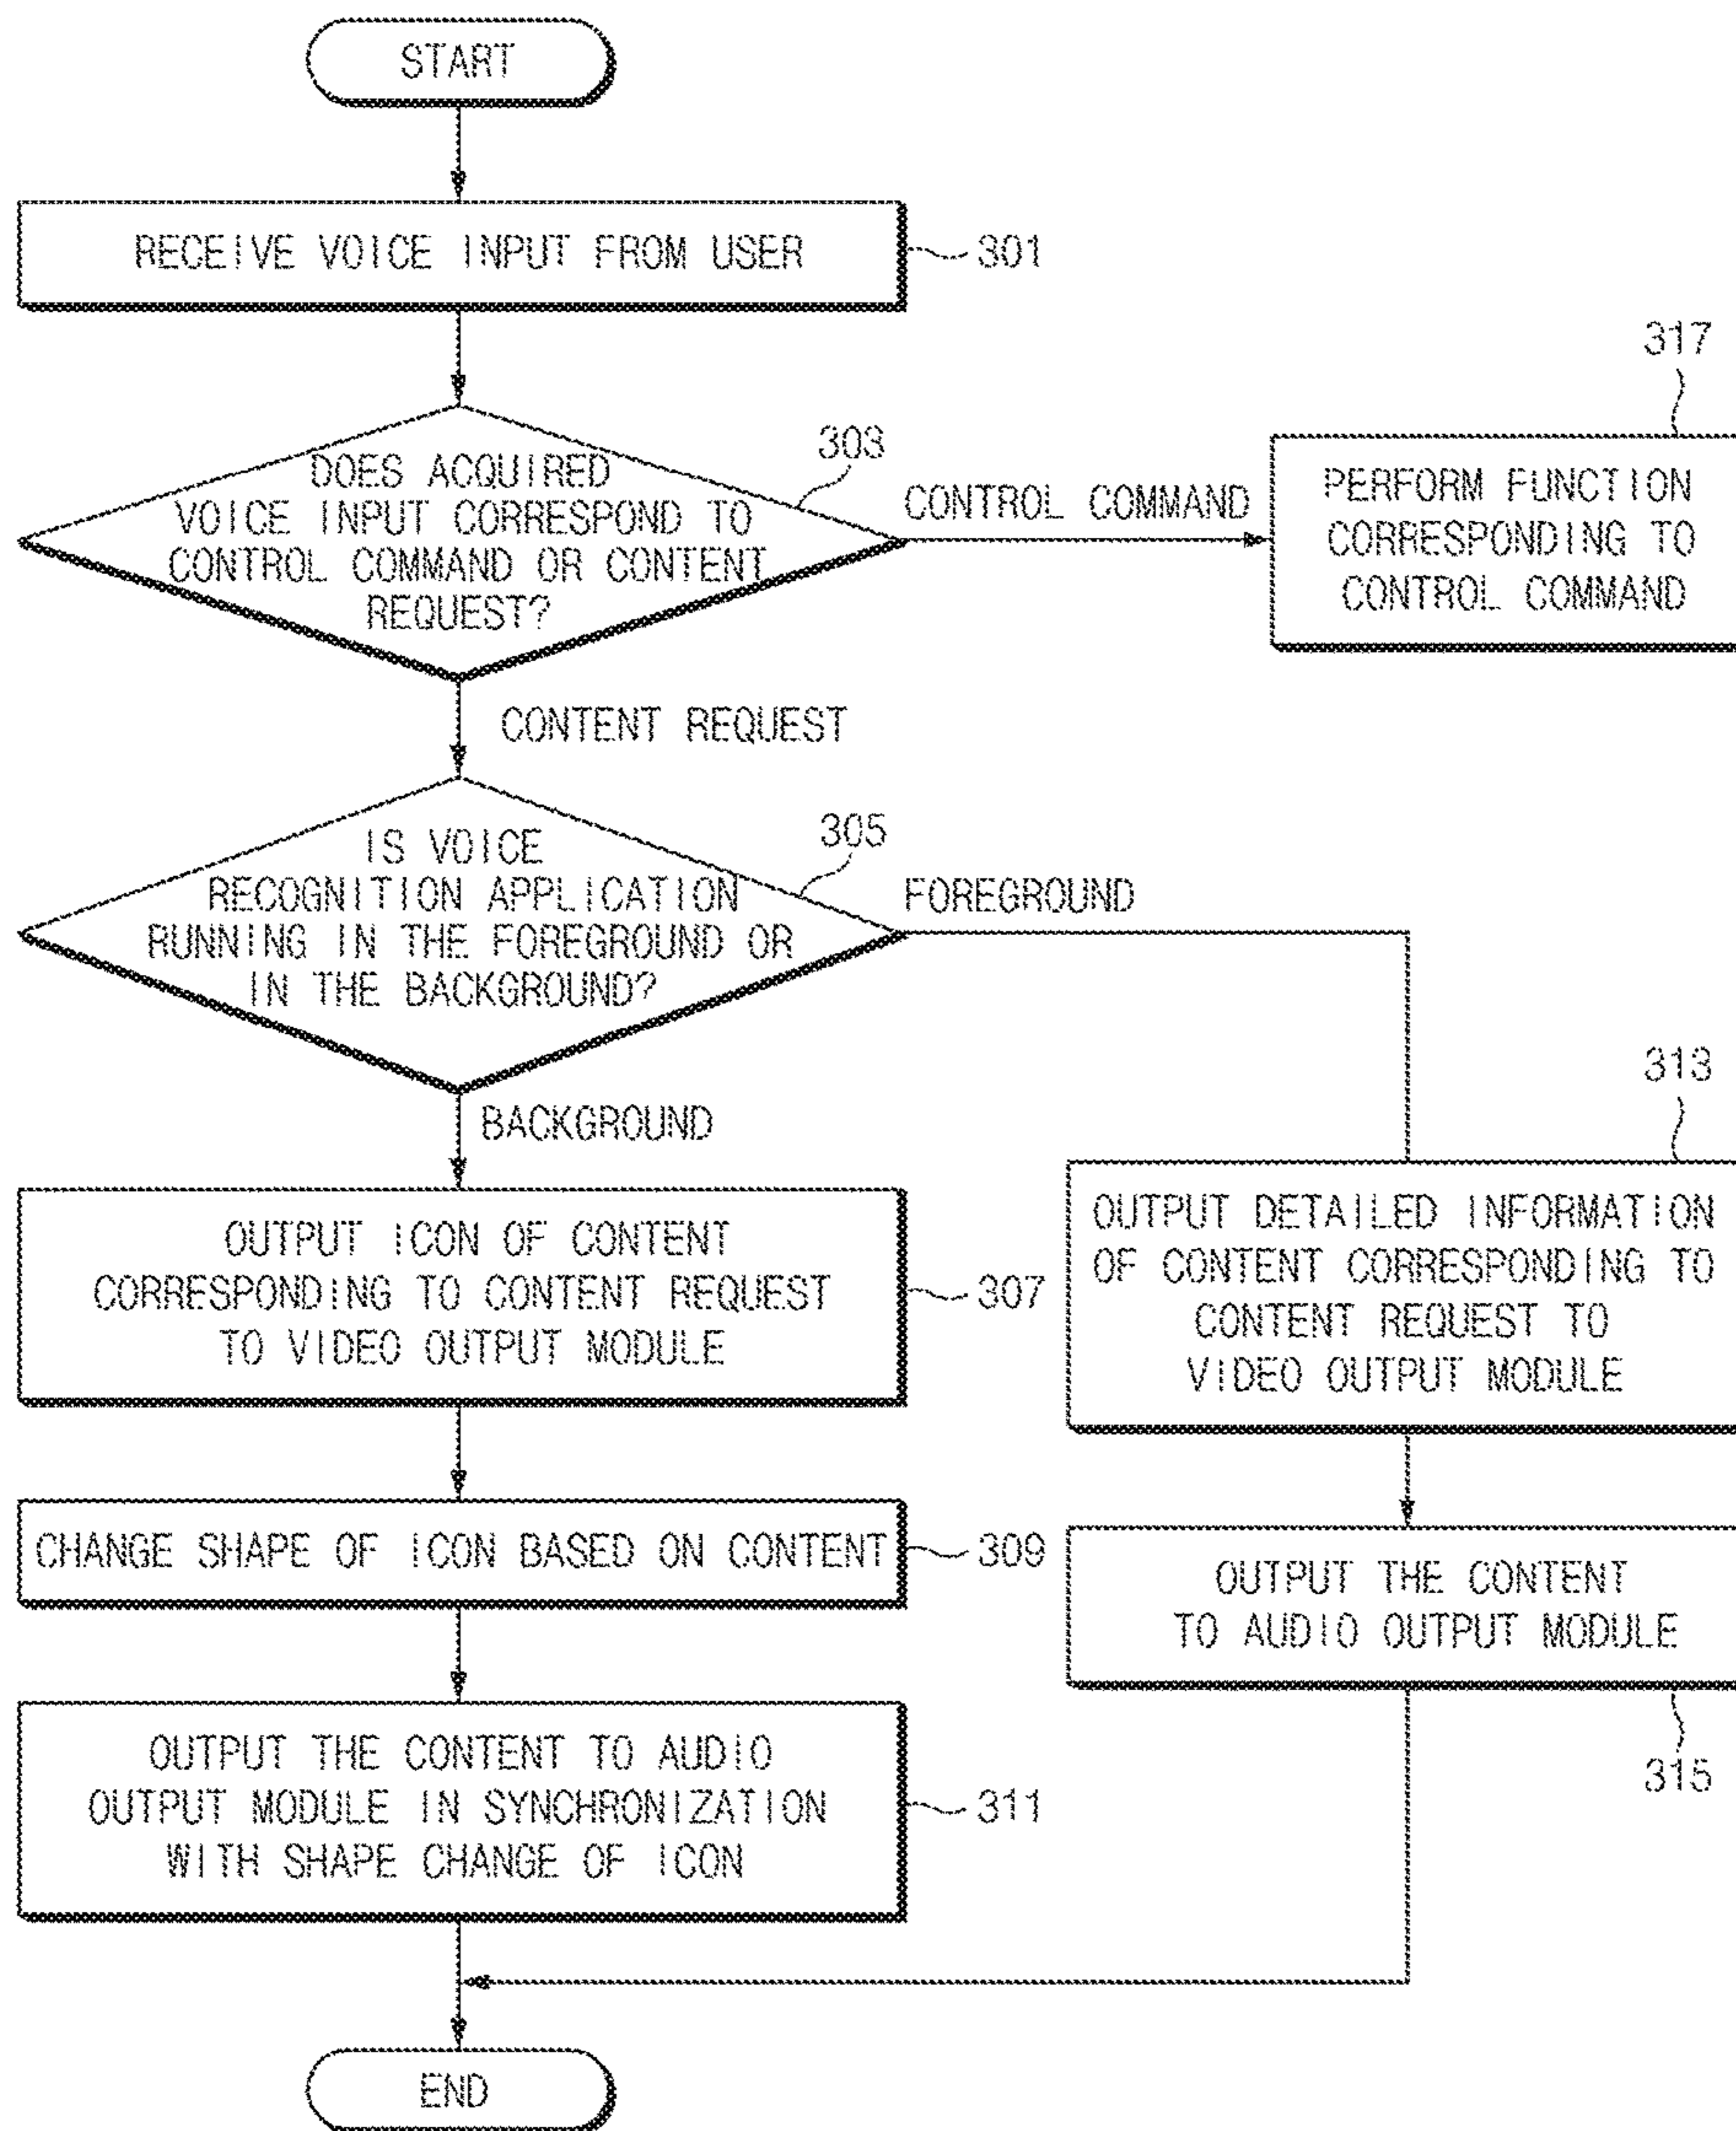 START
RECEIVE VOICE INPUT FROM USER
301
317
303
DOES ACQUIRED
VOICE INPUT CORRESPOND TO
CONTROL COMMAND OR CONTENT
REQUEST?
CONTROL COMMAND
PERFORM FUNCTION
CORRESPONDING TO
CONTROL COMMAND
CONTENT REQUEST
305
IS VOICE
RECOGNITION APPLICATION
RUNNING IN THE FOREGROUND OR
IN THE BACKGROUND?
FOREGROUND
BACKGROUND
313
OUTPUT ICON OF CONTENT
CORRESPONDING TO CONTENT REQUEST
TO VIDEO OUTPUT MODULE
307
OUTPUT DETAILED INFORMATION
OF CONTENT CORRESPONDING TO
CONTENT REQUEST TO
VIDEO OUTPUT MODULE
CHANGE SHAPE OF ICON BASED ON CONTENT
309
OUTPUT THE CONTENT
TO AUDIO OUTPUT MODULE
315
OUTPUT THE CONTENT TO AUDIO
OUTPUT MODULE IN SYNCHRONIZATION
WITH SHAPE CHANGE OF ICON
311
END